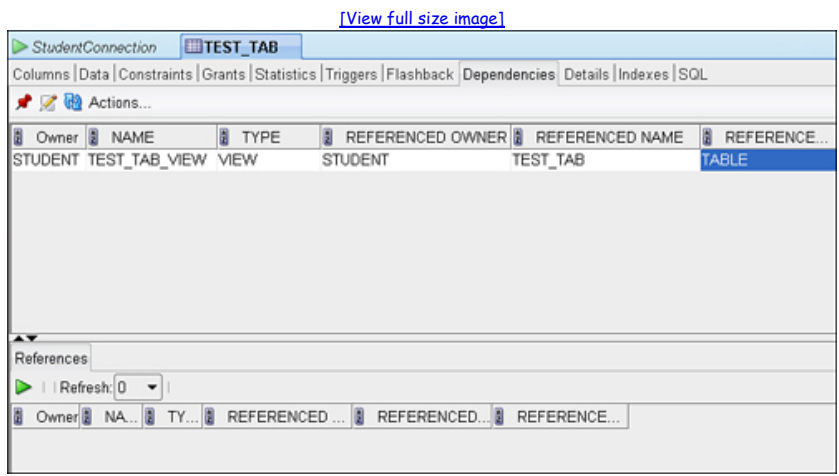 [View full size image]
StudentConnection TEST_TAB
Columns | Data | Constraints | Grants | Statistics | Triggers | Flashback | Dependencies Details | Indexes | SQL
Actions...
Owner NAME TYPE REFERENCED OWNER REFERENCED NAME REFERENCE...
STUDENT TEST_TAB_VIEW VIEW STUDENT TEST_TAB TABLE
References
Refresh: 0
Owner NA... TY... REFERENCED ... REFERENCED... REFERENCE...